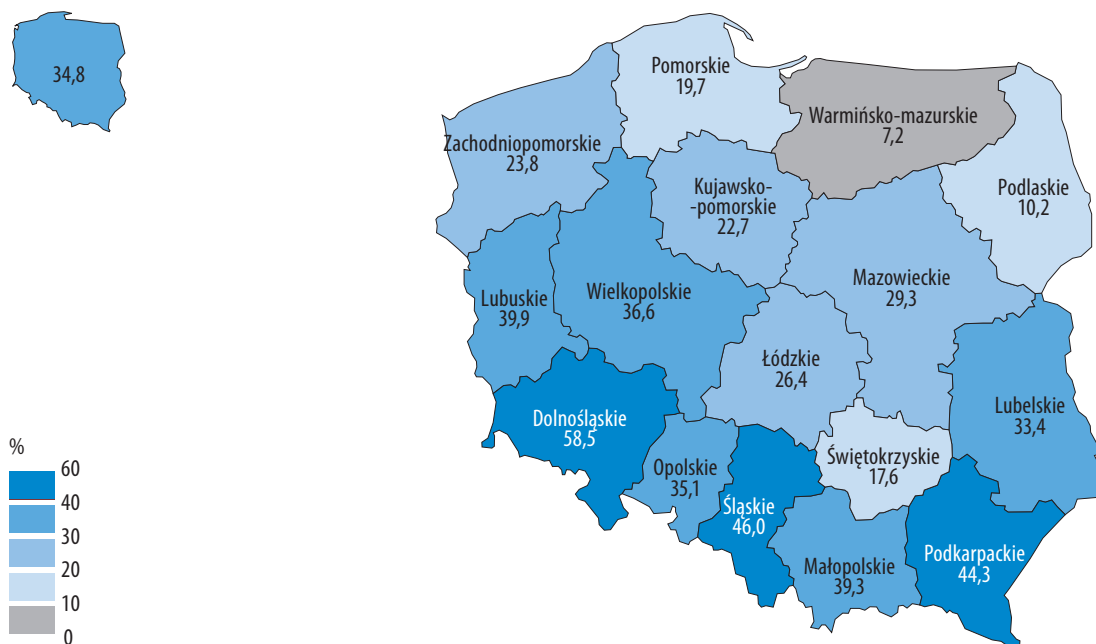 34,8
Pomorskie
19,7
Warmińsko-mazurskie
7,2
Zachodniopomorskie
23,8
Kujawsko-
-pomorskie
22,7
Podlaskie
10,2
Mazowieckie
29,3
Lubuskie
39,9
Wielkopolskie
36,6
Łódzkie
26,4
Lubelskie
33,4
Dolnośląskie
58,5
Świętokrzyskie
17,6
Opolskie
35,1
Śląskie
46,0
Małopolskie
39,3
Podkarpackie
44,3
%
60
40
30
20
10
0